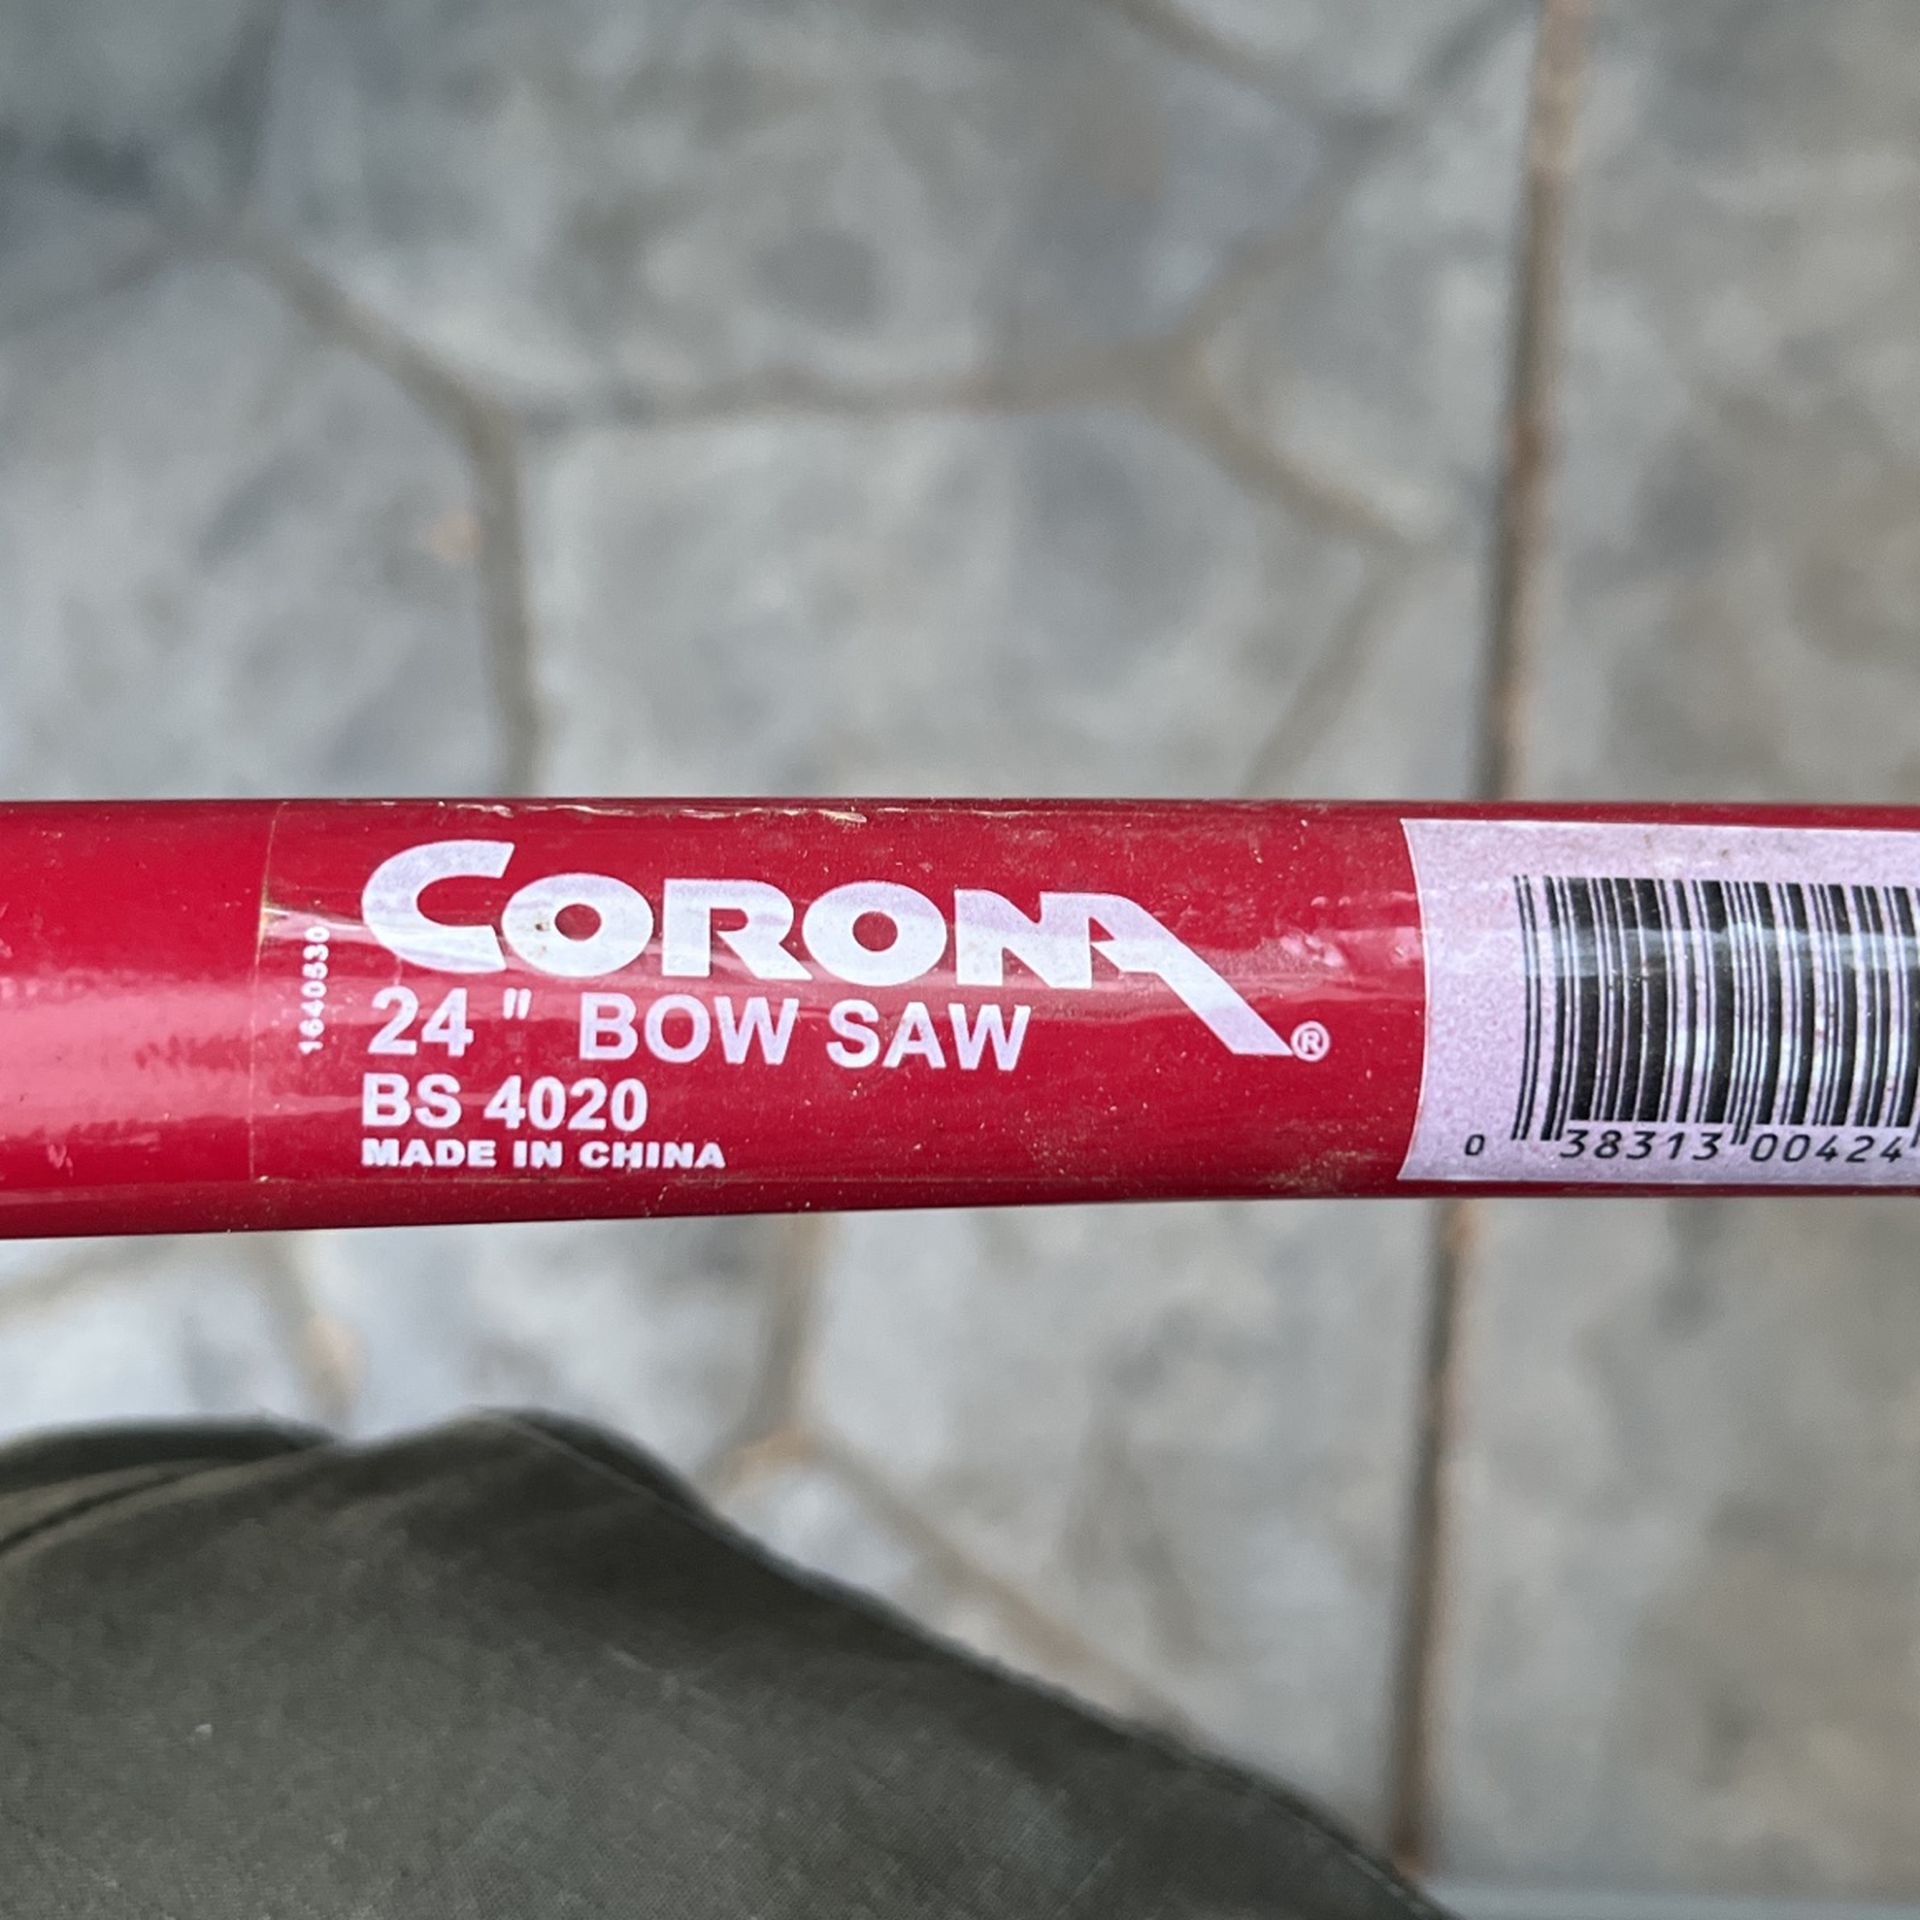 CORONA®
24" BOW SAW
BS 4020
MADE IN CHINA
1640530
0 38313 00424